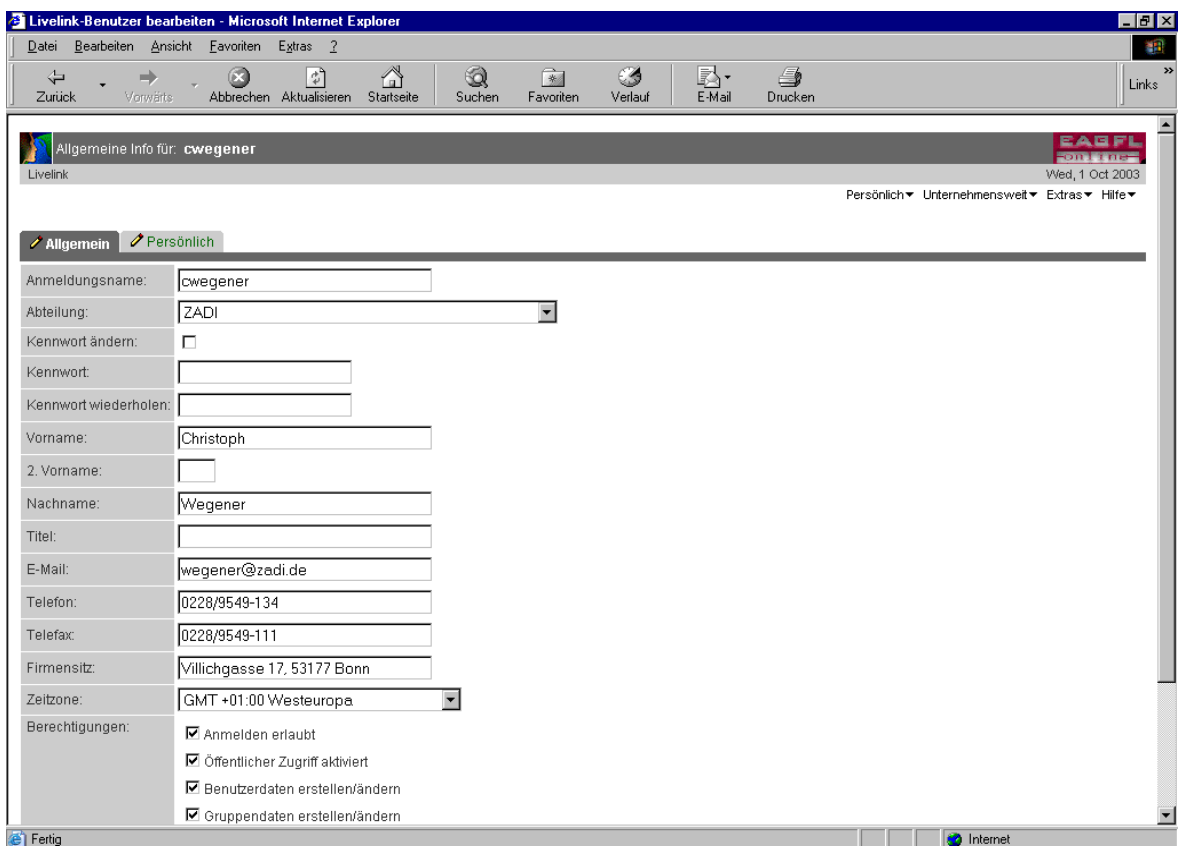 Livelink-Benutzer bearbeiten - Microsoft Internet Explorer
Datei Bearbeiten Ansicht Favoriten Extras ?
Zurück Vorwärts Abbrechen Aktualisieren Startseite Suchen Favoriten Verlauf E-Mail Drucken Links »
Allgemeine Info für: cwegener EAGFL
online
Livelink Wed, 1 Oct 2003
Persönlich Unternehmensweit Extras Hilfe
Allgemein Persönlich
Anmeldungsname: cwegener
Abteilung: ZADI
Kennwort ändern:
Kennwort:
Kennwort wiederholen:
Vorname: Christoph
2. Vorname:
Nachname: Wegener
Titel:
E-Mail: wegener@zadi.de
Telefon: 0228/9549-134
Telefax: 0228/9549-111
Firmensitz: Villichgasse 17, 53177 Bonn
Zeitzone: GMT +01:00 Westeuropa
Berechtigungen: Anmelden erlaubt
Öffentlicher Zugriff aktiviert
Benutzerdaten erstellen/ändern
Gruppendaten erstellen/ändern
Fertig Internet